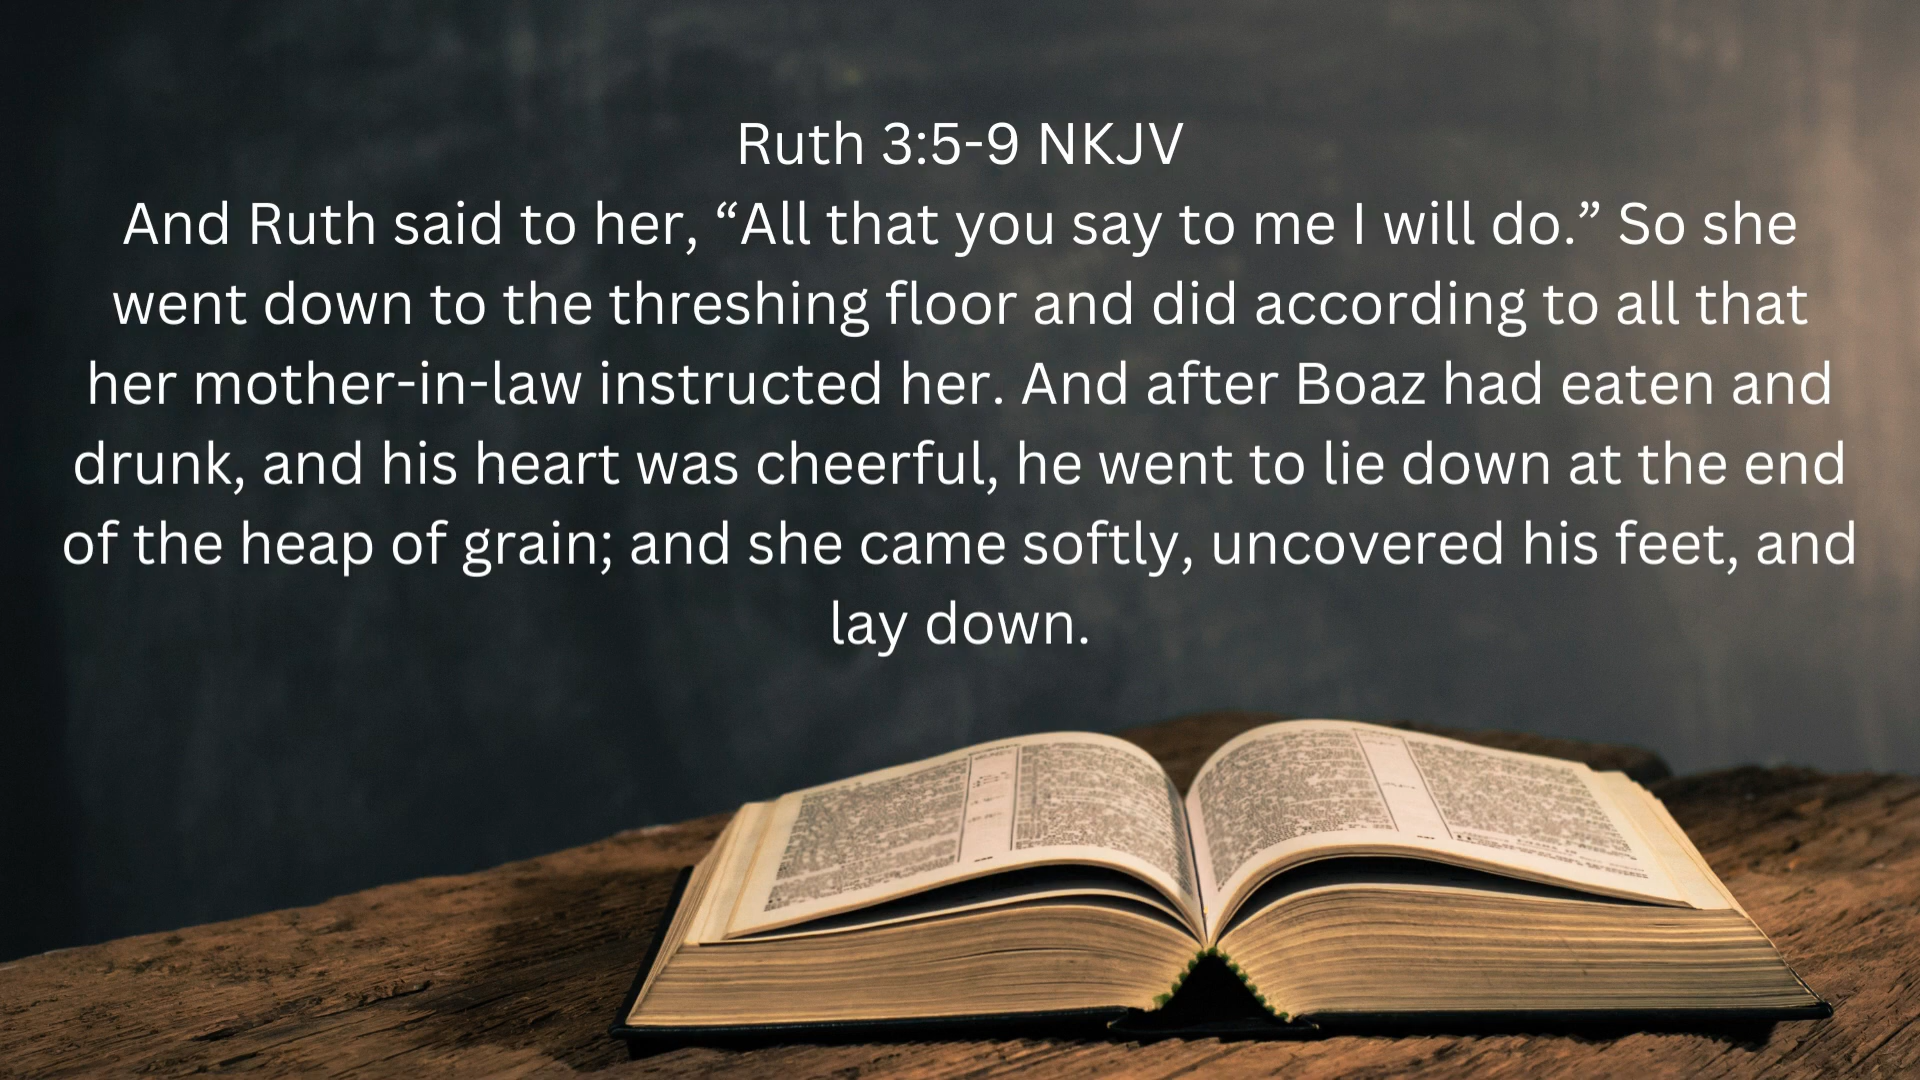 Ruth 3:5-9 NKJV
And Ruth said to her, “All that you say to me I will do.” So she
went down to the threshing floor and did according to all that
her mother-in-law instructed her. And after Boaz had eaten and
drunk, and his heart was cheerful, he went to lie down at the end
of the heap of grain; and she came softly, uncovered his feet, and
lay down.